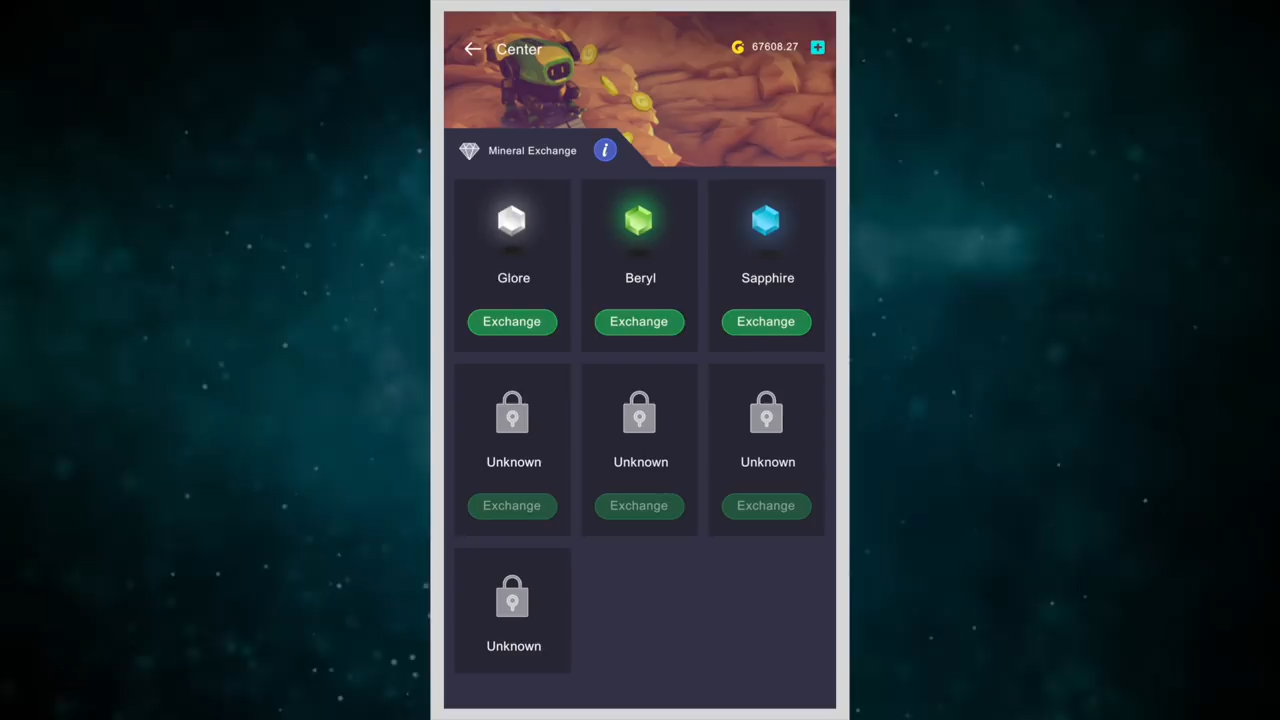 Center
67608.27
Mineral Exchange
Glore
Beryl
Sapphire
Exchange
Exchange
Exchange
Unknown
Unknown
Unknown
Exchange
Exchange
Exchange
Unknown